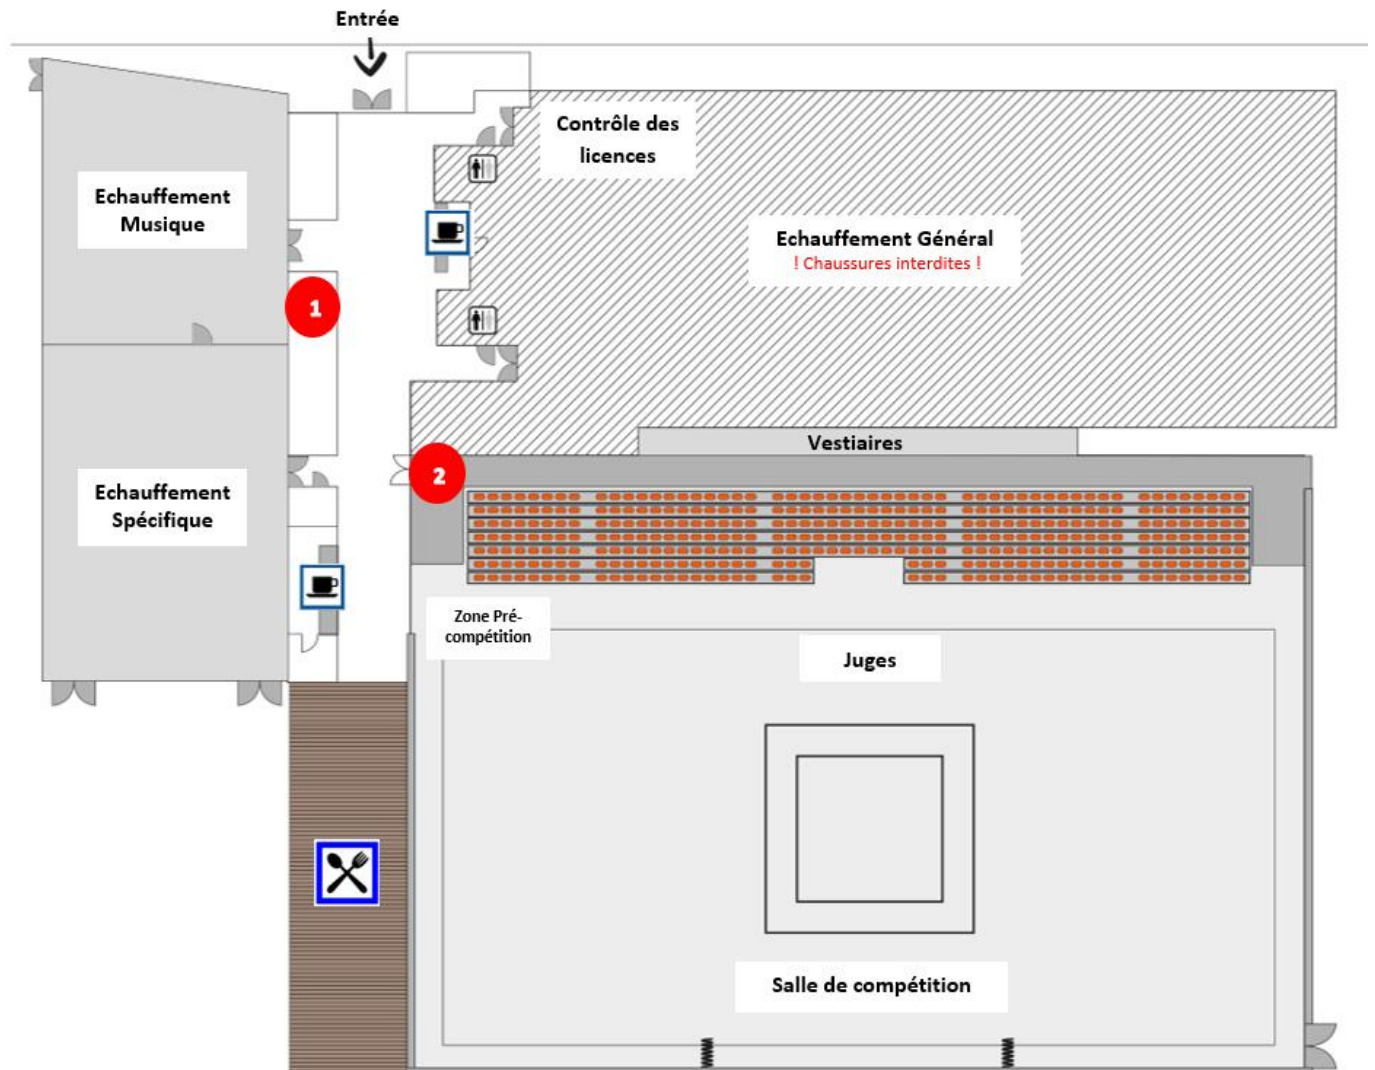 Entrée
Contrôle des
licences
Echauffement
Musique
Echauffement Général
! Chaussures interdites !
1
Vestiaires
2
Echauffement
Spécifique
Zone Pré-
compétition
Juges
Salle de compétition